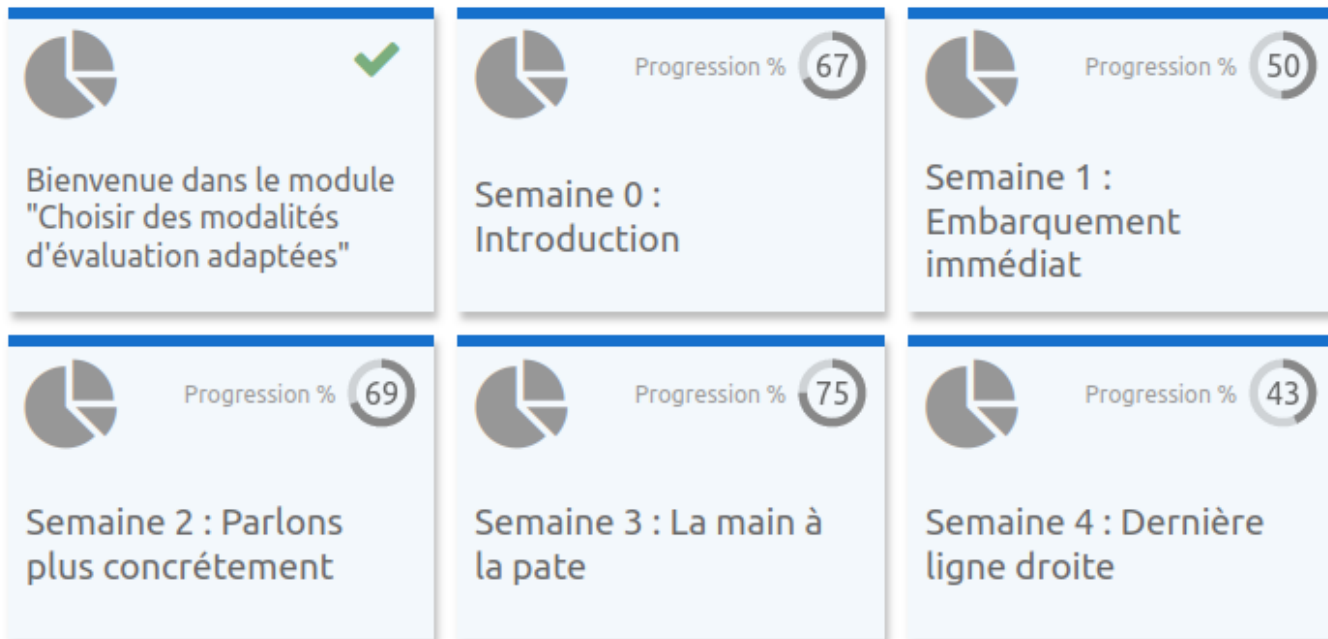 Bienvenue dans le module
"Choisir des modalités
d'évaluation adaptées"
Progression % 67
Semaine 0 :
Introduction
Progression % 50
Semaine 1 :
Embarquement
immédiat
Progression % 69
Semaine 2 : Parlons
plus concrétement
Progression % 75
Semaine 3 : La main à
la pate
Progression % 43
Semaine 4 : Dernière
ligne droite